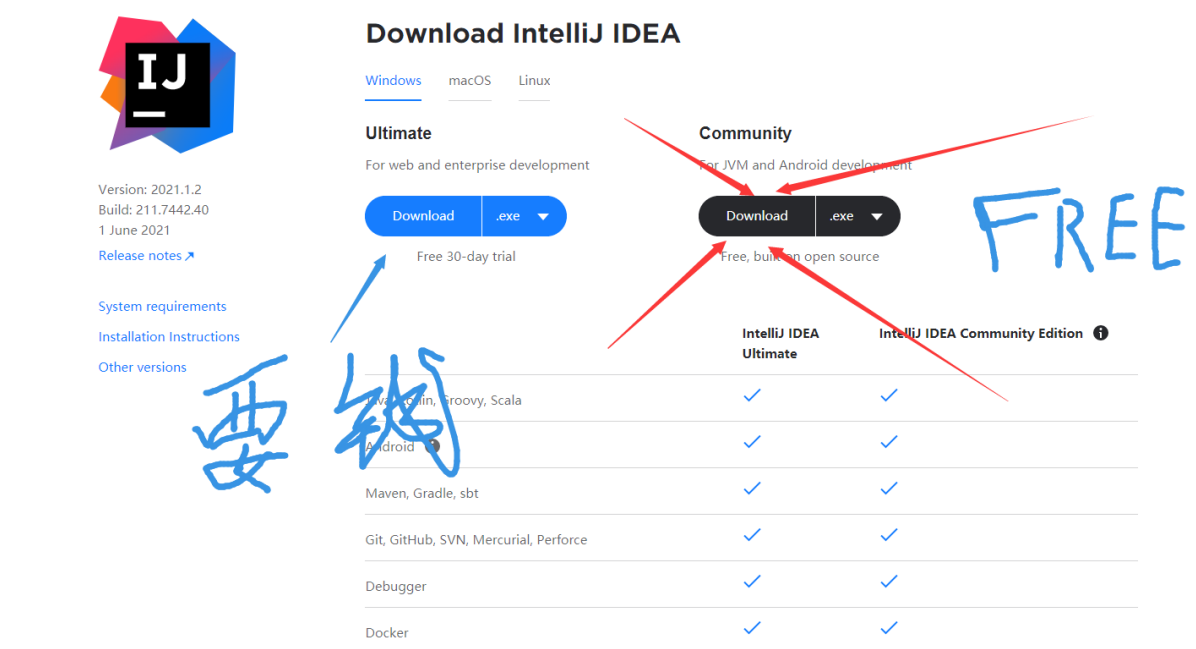 IJ
Download IntelliJ IDEA
Windows macOS Linux
Ultimate
For web and enterprise development
Download .exe
Free 30-day trial
Community
For JVM and Android development
Download .exe
Free, built on open source
FREE
Version: 2021.1.2
Build: 211.7442.40
1 June 2021
Release notes
System requirements
Installation Instructions
Other versions
要
IntelliJ IDEA
Ultimate
IntelliJ IDEA Community Edition
Java, Kotlin, Groovy, Scala
Android
Maven, Gradle, sbt
Git, GitHub, SVN, Mercurial, Perforce
Debugger
Docker